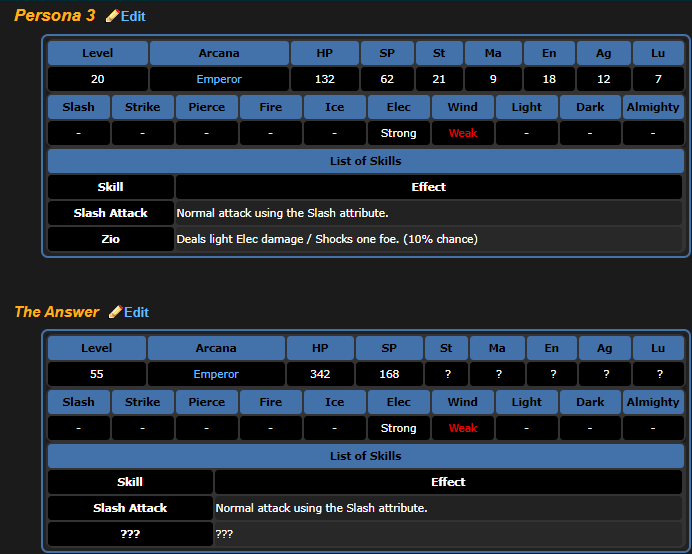 Persona 3 Edit
Level Arcana HP SP St Ma En Ag Lu
20 Emperor 132 62 21 9 18 12 7
Slash Strike Pierce Fire Ice Elec Wind Light Dark Almighty
- - - - - Strong Weak - - -
List of Skills
Skill Effect
Slash Attack Normal attack using the Slash attribute.
Zio Deals light Elec damage / Shocks one foe. (10% chance)
The Answer Edit
Level Arcana HP SP St Ma En Ag Lu
55 Emperor 342 168 ? ? ? ? ?
Slash Strike Pierce Fire Ice Elec Wind Light Dark Almighty
- - - - - Strong Weak - - -
List of Skills
Skill Effect
Slash Attack Normal attack using the Slash attribute.
??? ???